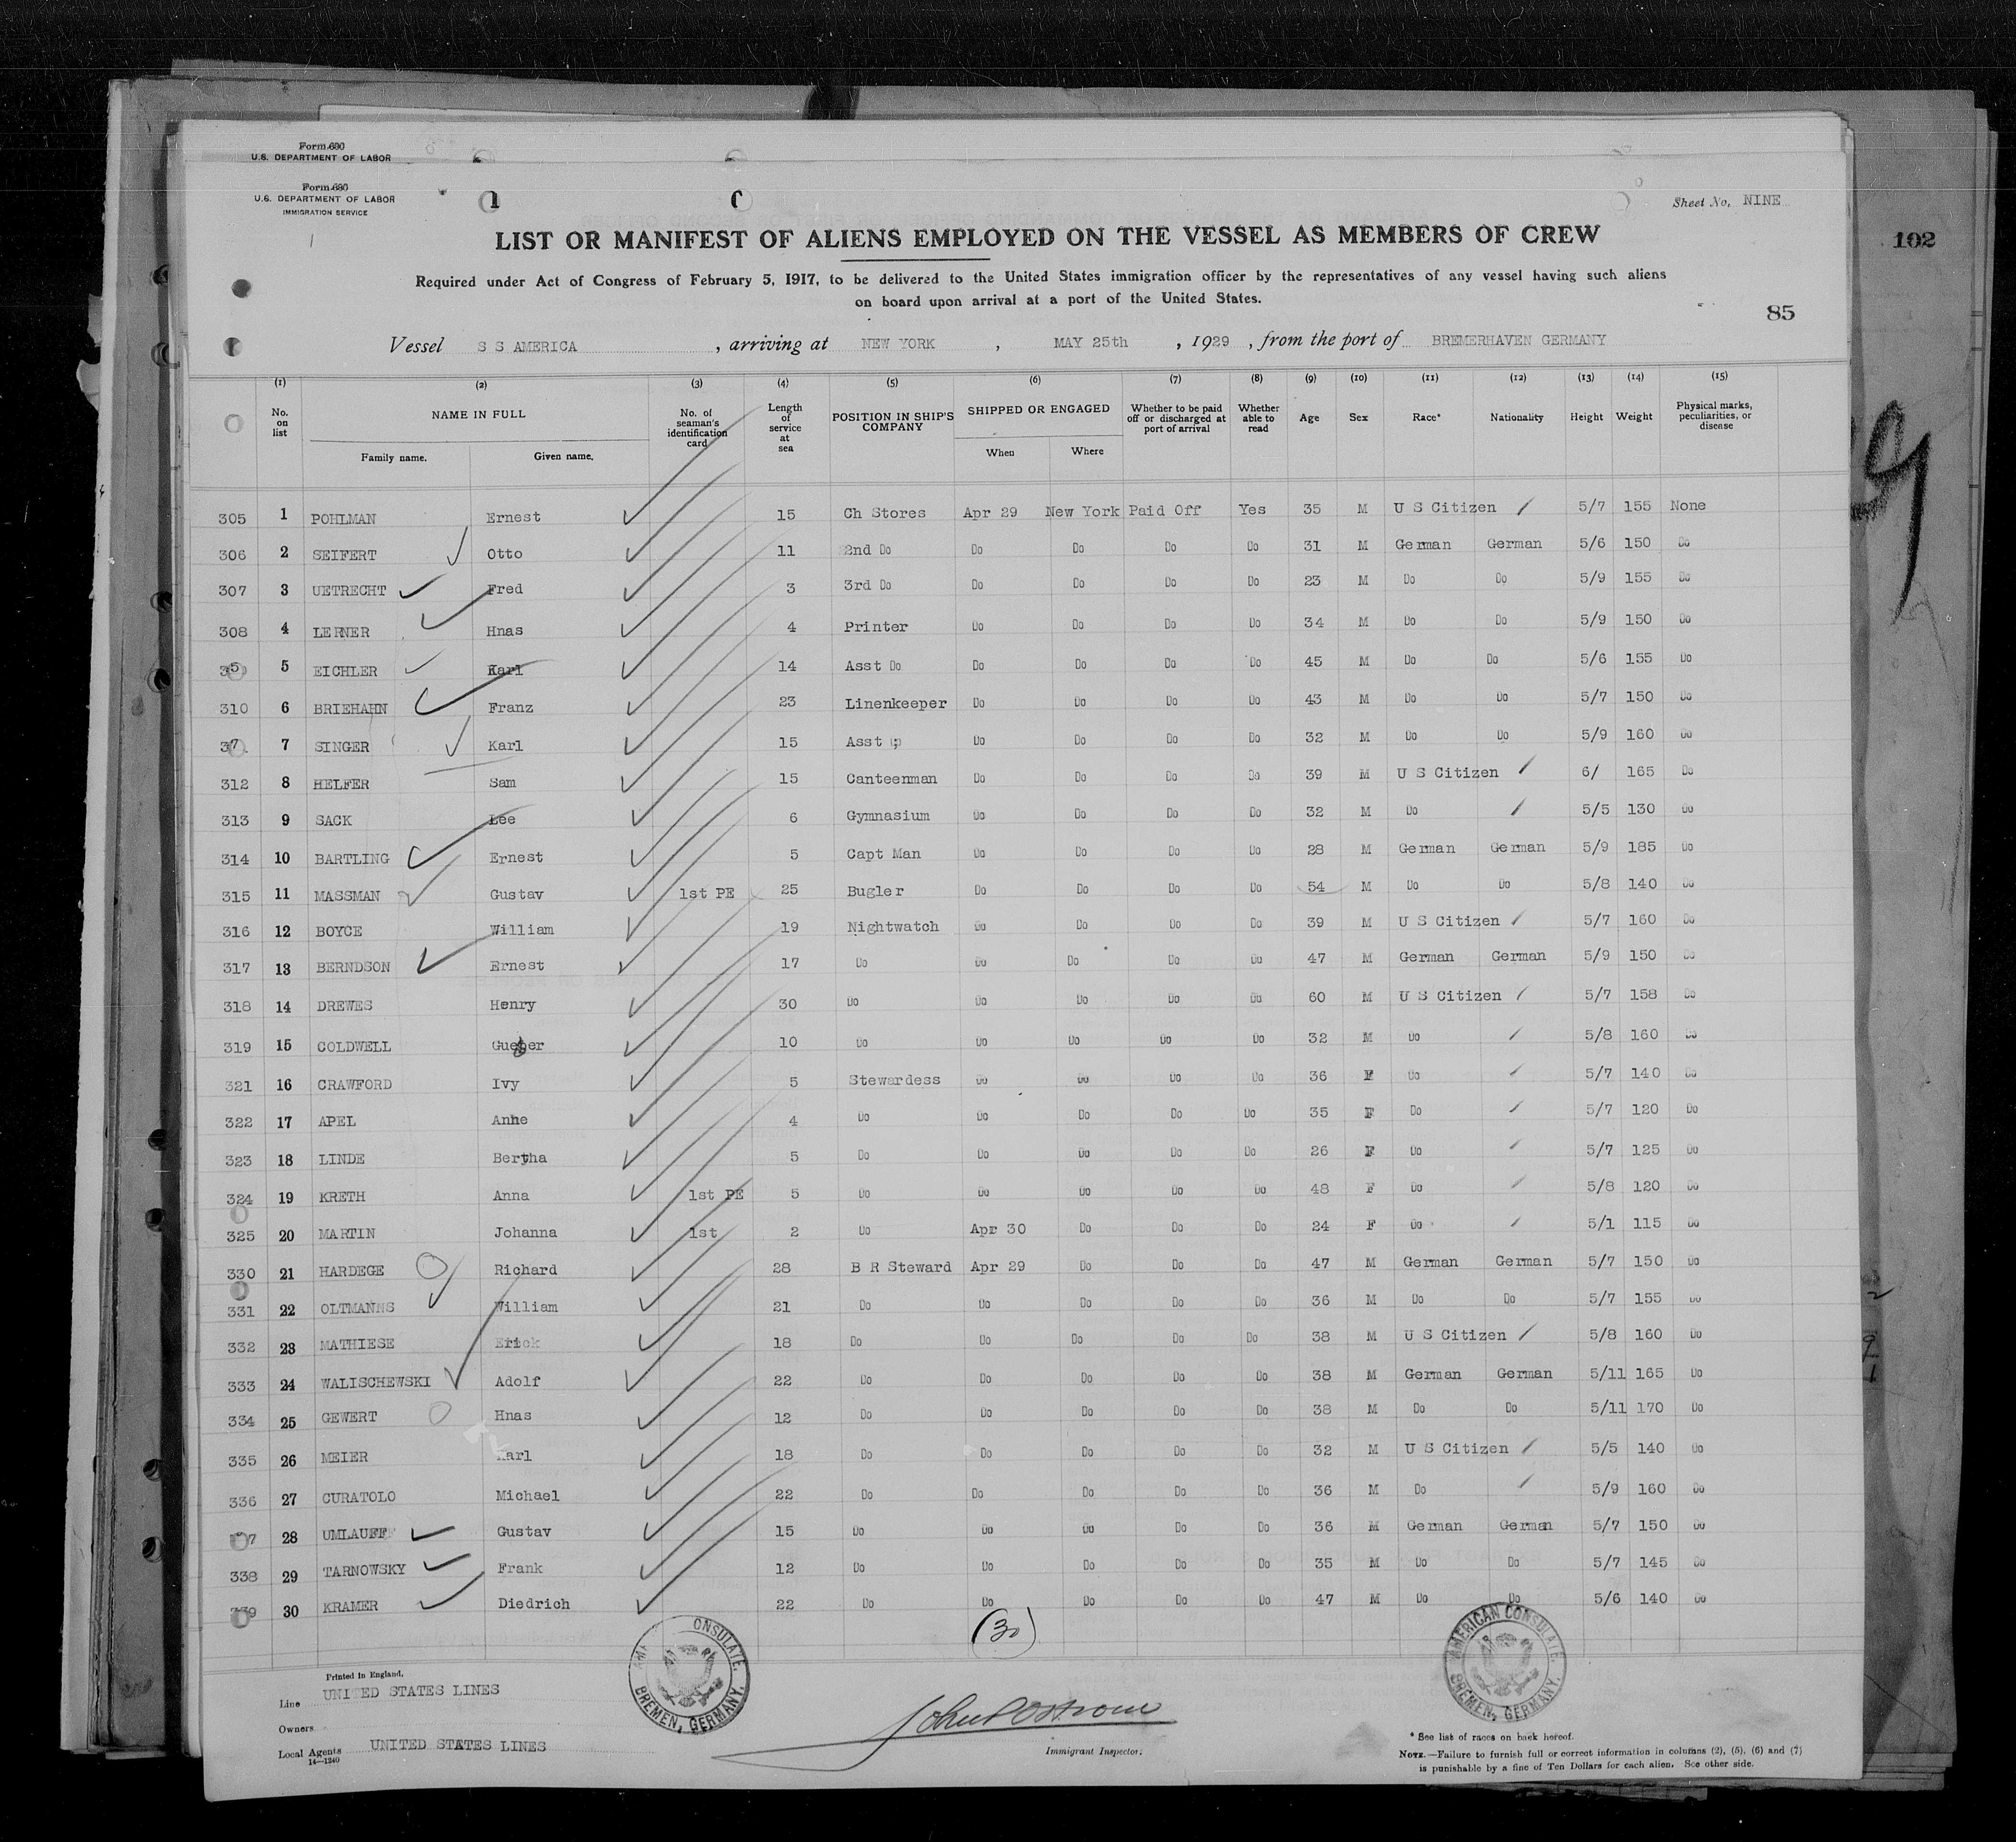 Form 680
U.S. DEPARTMENT OF LABOR
Form 680
U.S. DEPARTMENT OF LABOR
IMMIGRATION SERVICE
Sheet No. NINE
102
LIST OR MANIFEST OF ALIENS EMPLOYED ON THE VESSEL AS MEMBERS OF CREW
Required under Act of Congress of February 5, 1917, to be delivered to the United States immigration officer by the representatives of any vessel having such aliens
on board upon arrival at a port of the United States.
85
Vessel S S AMERICA, arriving at NEW YORK, MAY 25th, 1929, from the port of BREMERHAVEN GERMANY
(1) (2) (3) (4) (5) (6) (7) (8) (9) (10) (11) (12) (13) (14) (15)
No. on list NAME IN FULL Family name. Given name. No. of seaman's identification card Length of service at sea POSITION IN SHIP'S COMPANY SHIPPED OR ENGAGED When Where Whether to be paid off or discharged at port of arrival Whether able to read Age Sex Race* Nationality Height Weight Physical marks, peculiarities, or disease
305 1 POHLMAN Ernest 15 Ch Stores Apr 29 New York Paid Off Yes 35 M U S Citizen 5/7 155 None
306 2 SEIFERT Otto 11 2nd Do Do Do Do Do 31 M German German 5/6 150 Do
307 3 UETRECHT Fred 3 3rd Do Do Do Do Do 23 M Do Do 5/9 155 Do
308 4 LERNER Hnas 4 Printer Do Do Do Do 34 M Do Do 5/9 150 Do
5 EICHLER Karl 14 Asst Do Do Do Do Do 45 M Do Do 5/6 155 Do
310 6 BRIEHAHN Franz 23 Linenkeeper Do Do Do Do 43 M Do Do 5/7 150 Do
7 SINGER Karl 15 Asst Do Do Do Do 32 M Do Do 5/9 160 Do
312 8 HELFER Sam 15 Canteenman Do Do Do Do 39 M U S Citizen 6/ 165 Do
313 9 SACK Lee 6 Gymnasium Do Do Do Do 32 M Do 5/5 130 Do
314 10 BARTLING Ernest 5 Capt Man Do Do Do Do 28 M German German 5/9 185 Do
315 11 MASSMAN Gustav 1st PE 25 Bugler Do Do Do Do 54 M Do Do 5/8 140 Do
316 12 BOYCE William 19 Nightwatch Do Do Do Do 39 M U S Citizen 5/7 160 Do
317 13 BERNDSON Ernest 17 Do Do Do Do Do 47 M German German 5/9 150 Do
318 14 DREWES Henry 30 Do Do Do Do Do 60 M U S Citizen 5/7 158 Do
319 15 COLDWELL 10 Do Do Do Do Do 32 M Do 5/8 160 Do
321 16 CRAWFORD Ivy 5 Stewardess Do Do Do Do 36 F Do 5/7 140 Do
322 17 APEL Anne 4 Do Do Do Do Do 35 F Do 5/7 120 Do
323 18 LINDE Bertha 5 Do Do Do Do Do 26 F Do 5/7 125 Do
324 19 KRETH Anna 1st PE 5 Do Do Do Do Do 48 F Do 5/8 120 Do
325 20 MARTIN Johanna 1st 2 Do Apr 30 Do Do Do 24 F Do 5/1 115 Do
330 21 HARDEGE Richard 28 B R Steward Apr 29 Do Do Do 47 M German German 5/7 150 Do
331 22 OLTMANNS William 21 Do Do Do Do Do 36 M Do Do 5/7 155 Do
332 23 MATHIESE Erick 18 Do Do Do Do Do 38 M U S Citizen 5/8 160 Do
333 24 WALISCHEWSKI Adolf 22 Do Do Do Do Do 38 M German German 5/11 165 Do
334 25 GEWERT Hnas 12 Do Do Do Do Do 38 M Do Do 5/11 170 Do
335 26 MEIER Karl 18 Do Do Do Do Do 32 M U S Citizen 5/5 140 Do
336 27 CURATOLO Michael 22 Do Do Do Do Do 36 M Do 5/9 160 Do
28 UMLAUFF Gustav 15 Do Do Do Do Do 36 M German German 5/7 150 Do
338 29 TARNOWSKY Frank 12 Do Do Do Do Do 35 M Do Do 5/7 145 Do
30 KRAMER Diedrich 22 Do Do Do Do Do 47 M Do Do 5/6 140 Do
(30)
AMERICAN CONSULATE. BREMEN, GERMANY.
AMERICAN CONSULATE. BREMEN, GERMANY.
Printed in England.
Line UNITED STATES LINES
Owners
Local Agents UNITED STATES LINES
14—1240
Immigrant Inspector.
* See list of races on back hereof.
NOTE.—Failure to furnish full or correct information in columns (2), (5), (6) and (7)
is punishable by a fine of Ten Dollars for each alien. See other side.